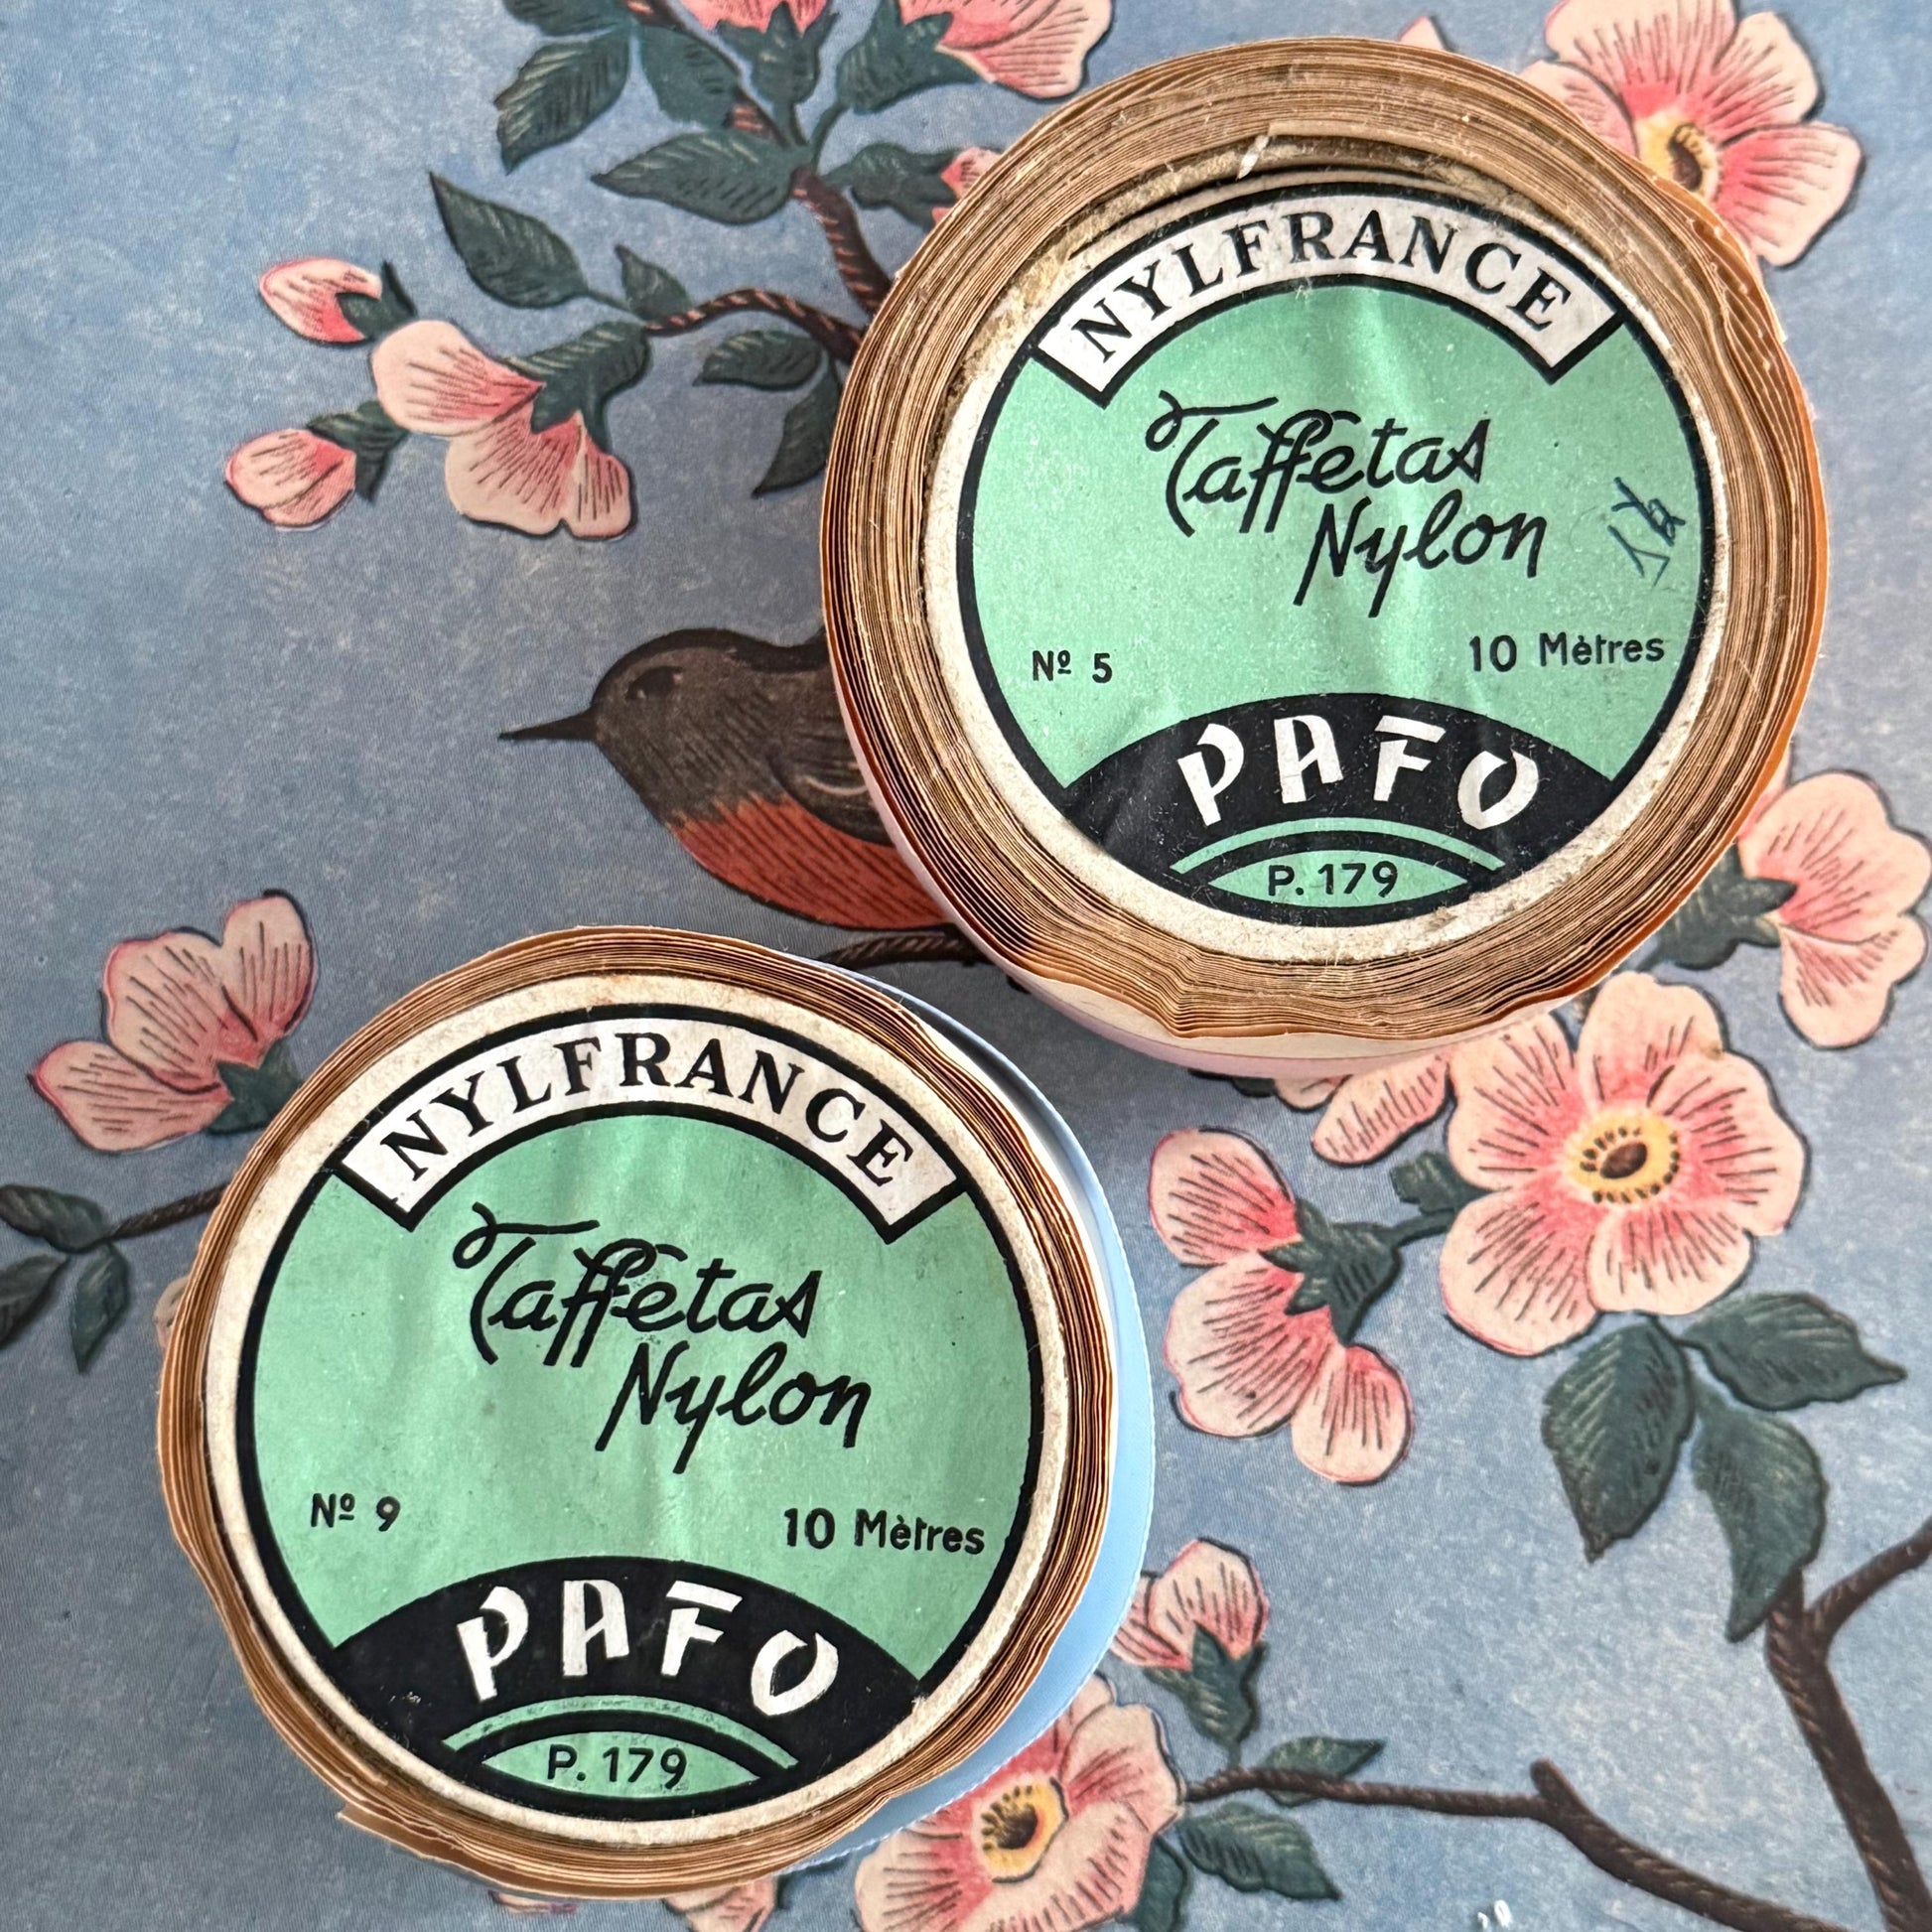 NYLFRANCE
Taffetas
Nylon
Nº 5
10 Mètres
PAFO
P. 179
NYLFRANCE
Taffetas
Nylon
Nº 9
10 Mètres
PAFO
P. 179